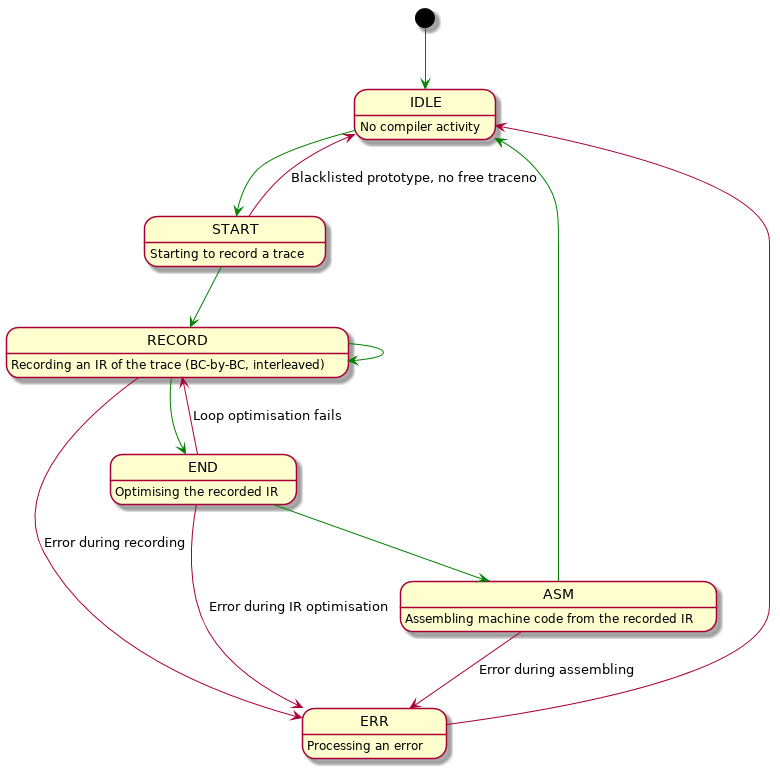 IDLE
No compiler activity
Blacklisted prototype, no free traceno
START
Starting to record a trace
RECORD
Recording an IR of the trace (BC-by-BC, interleaved)
Loop optimisation fails
END
Optimising the recorded IR
Error during recording
ASM
Assembling machine code from the recorded IR
Error during IR optimisation
Error during assembling
ERR
Processing an error